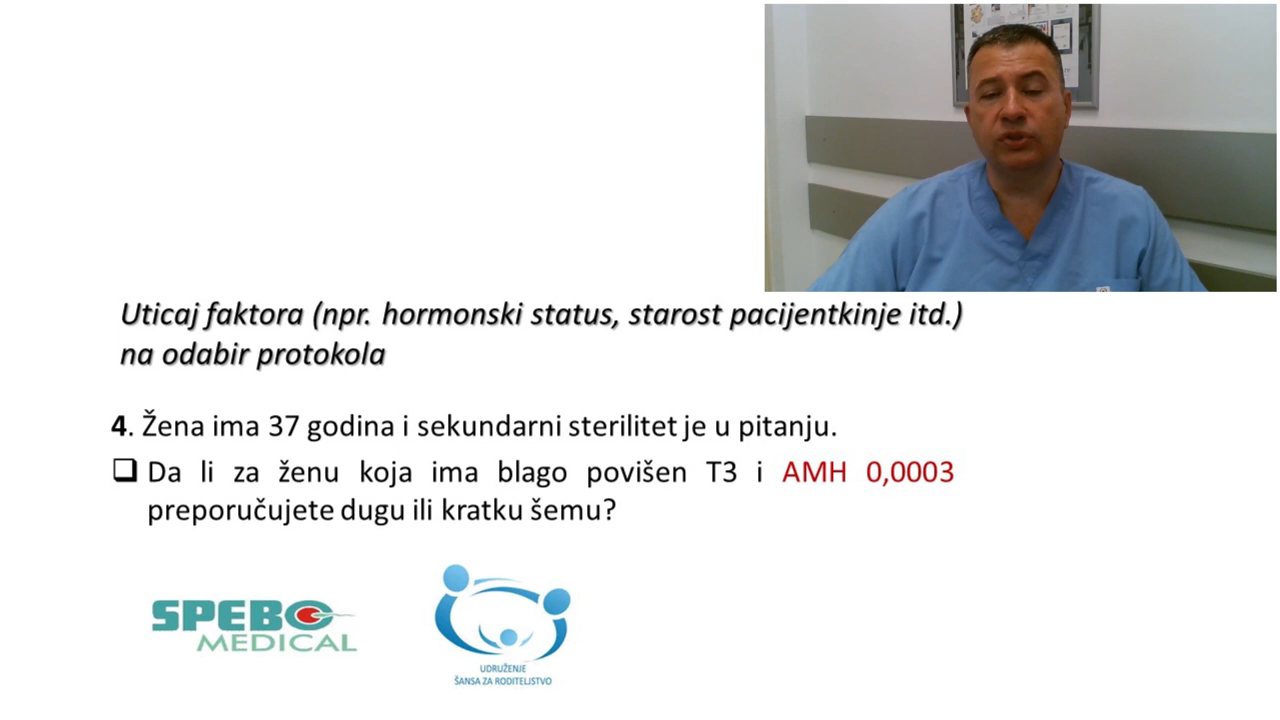 Uticaj faktora (npr. hormonski status, starost pacijentkinje itd.)
na odabir protokola
4. Žena ima 37 godina i sekundarni sterilitet je u pitanju.
Da li za ženu koja ima blago povišen T3 i AMH 0,0003
preporučujete dugu ili kratku šemu?
SPEBO
MEDICAL
UDRUŽENJE
ŠANSA ZA RODITELJSTVO